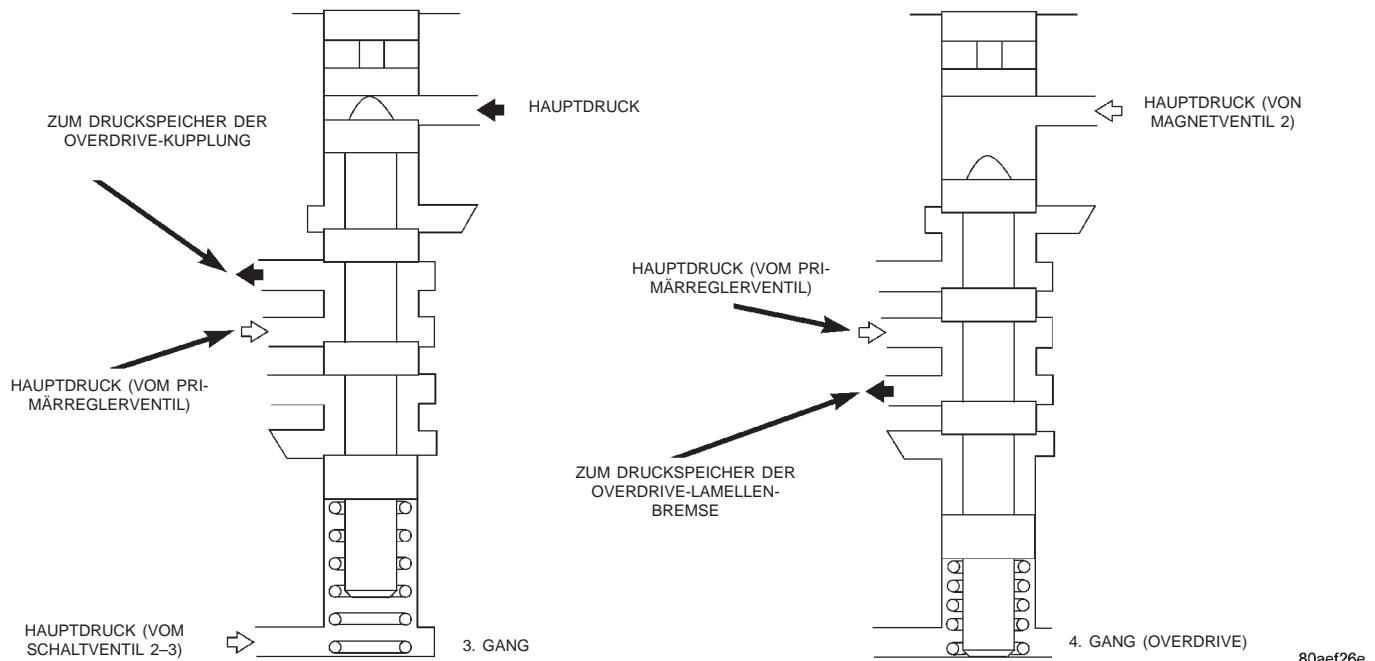 HAUPTDRUCK
ZUM DRUCKSPEICHER DER
OVERDRIVE-KUPPLUNG
HAUPTDRUCK (VOM PRI-
MÄRREGLERVENTIL)
HAUPTDRUCK (VOM
SCHALTVENTIL 2–3)
3. GANG
HAUPTDRUCK (VON
MAGNETVENTIL 2)
HAUPTDRUCK (VOM PRI-
MÄRREGLERVENTIL)
ZUM DRUCKSPEICHER DER
OVERDRIVE-LAMELLEN-
BREMSE
4. GANG (OVERDRIVE)
80aef26e